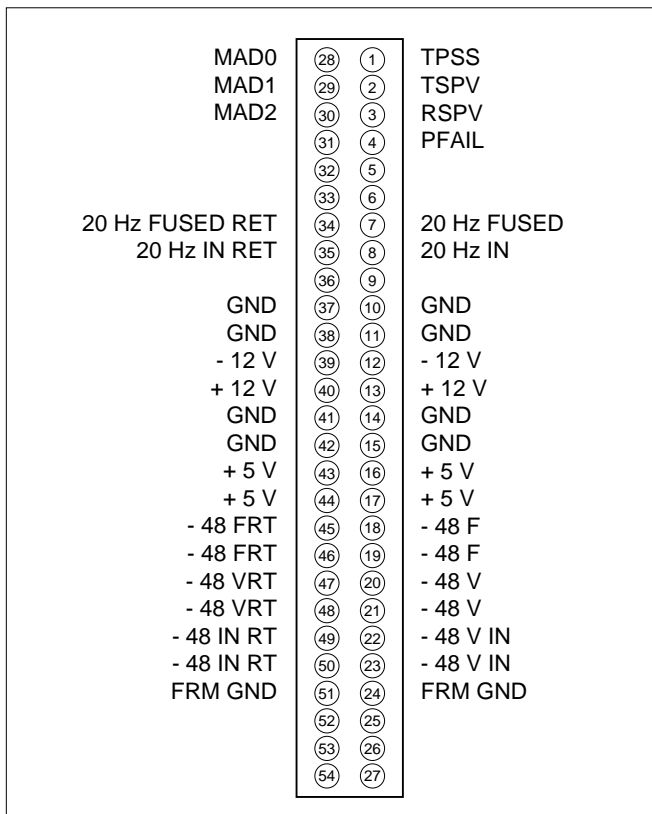 MAD0 28 1 TPSS
MAD1 29 2 TSPV
MAD2 30 3 RSPV
31 4 PFAIL
32 5
33 6
20 Hz FUSED RET 34 7 20 Hz FUSED
20 Hz IN RET 35 8 20 Hz IN
36 9
GND 37 10 GND
GND 38 11 GND
- 12 V 39 12 - 12 V
+ 12 V 40 13 + 12 V
GND 41 14 GND
GND 42 15 GND
+ 5 V 43 16 + 5 V
+ 5 V 44 17 + 5 V
- 48 FRT 45 18 - 48 F
- 48 FRT 46 19 - 48 F
- 48 VRT 47 20 - 48 V
- 48 VRT 48 21 - 48 V
- 48 IN RT 49 22 - 48 V IN
- 48 IN RT 50 23 - 48 V IN
FRM GND 51 24 FRM GND
52 25
53 26
54 27